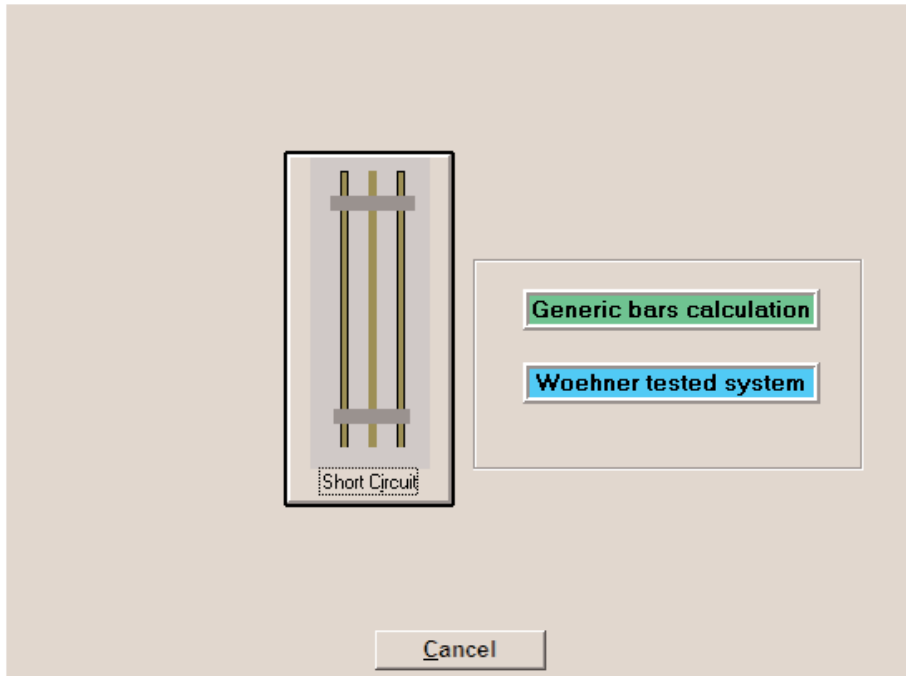 Generic bars calculation
Woehner tested system
Short Circuit
Cancel